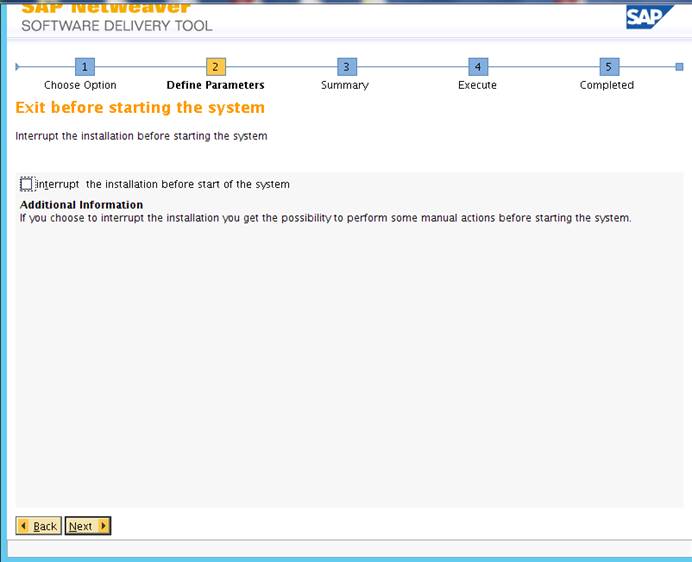 SAP NetWeaver
SOFTWARE DELIVERY TOOL
SAP
1 2 3 4 5
Choose Option Define Parameters Summary Execute Completed
Exit before starting the system
Interrupt the installation before starting the system
interrupt the installation before start of the system
Additional Information
If you choose to interrupt the installation you get the possibility to perform some manual actions before starting the system.
Back Next